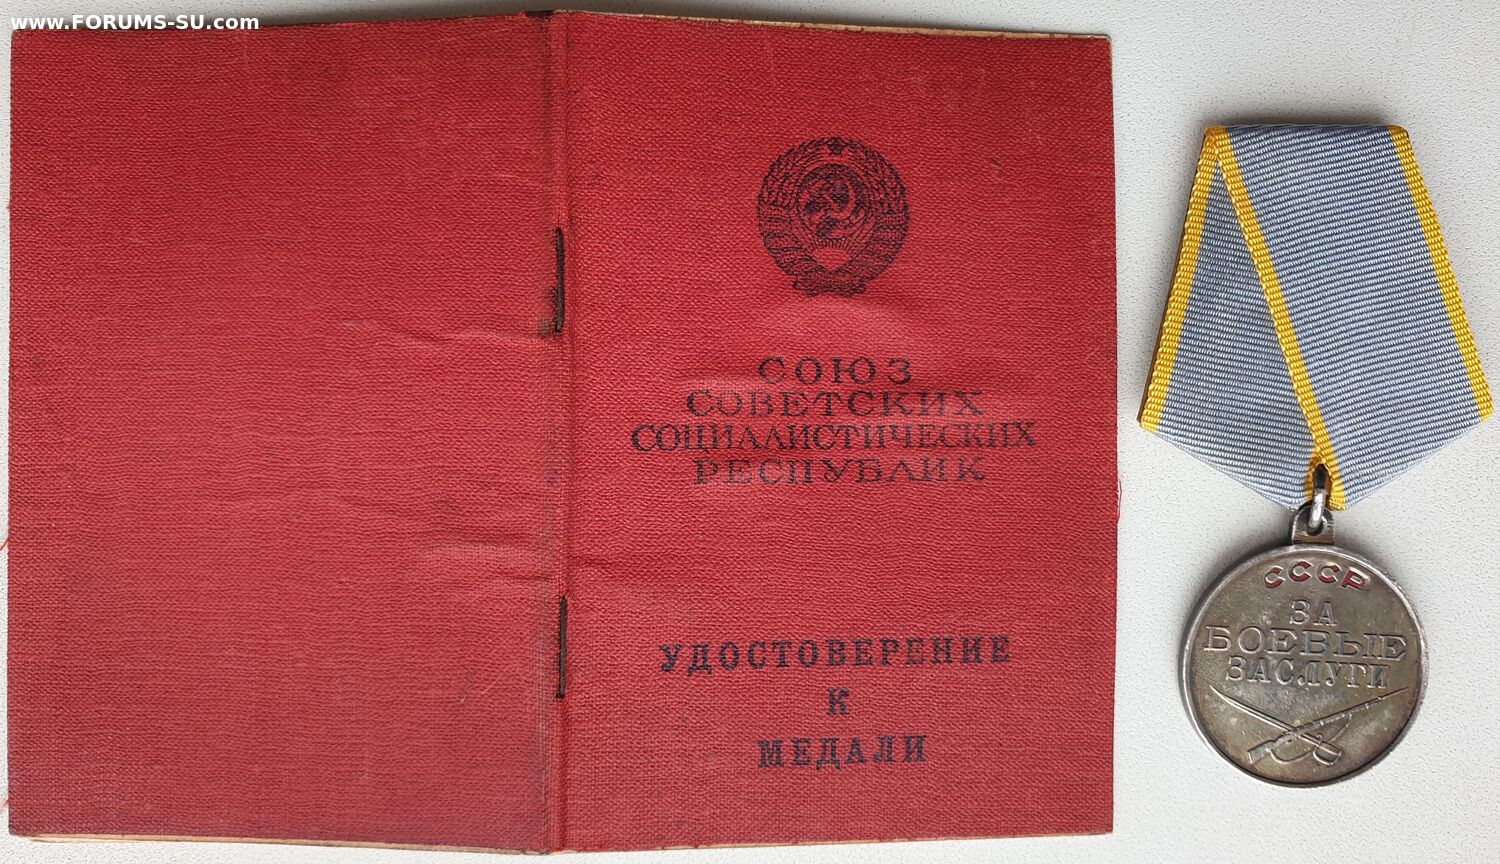 www.FORUMS-SU.com
СОЮЗ
СОВЕТСКИХ
СОЦИАЛИСТИЧЕСКИХ
РЕСПУБЛИК
УДОСТОВЕРЕНИЕ
К
МЕДАЛИ
СССР
ЗА
БОЕВЫЕ
ЗАСЛУГИ